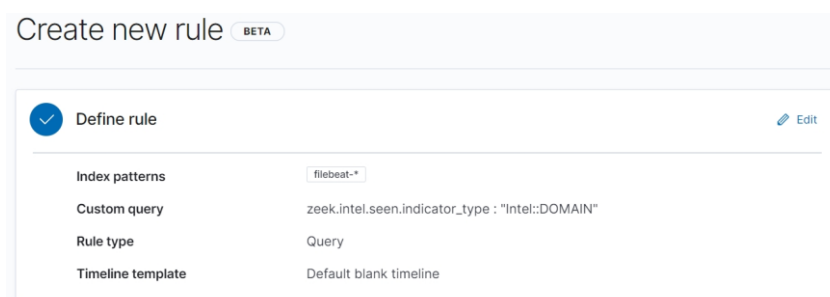 Create new rule BETA
Define rule Edit
Index patterns filebeat-*
Custom query zeek.intel.seen.indicator_type : "Intel::DOMAIN"
Rule type Query
Timeline template Default blank timeline